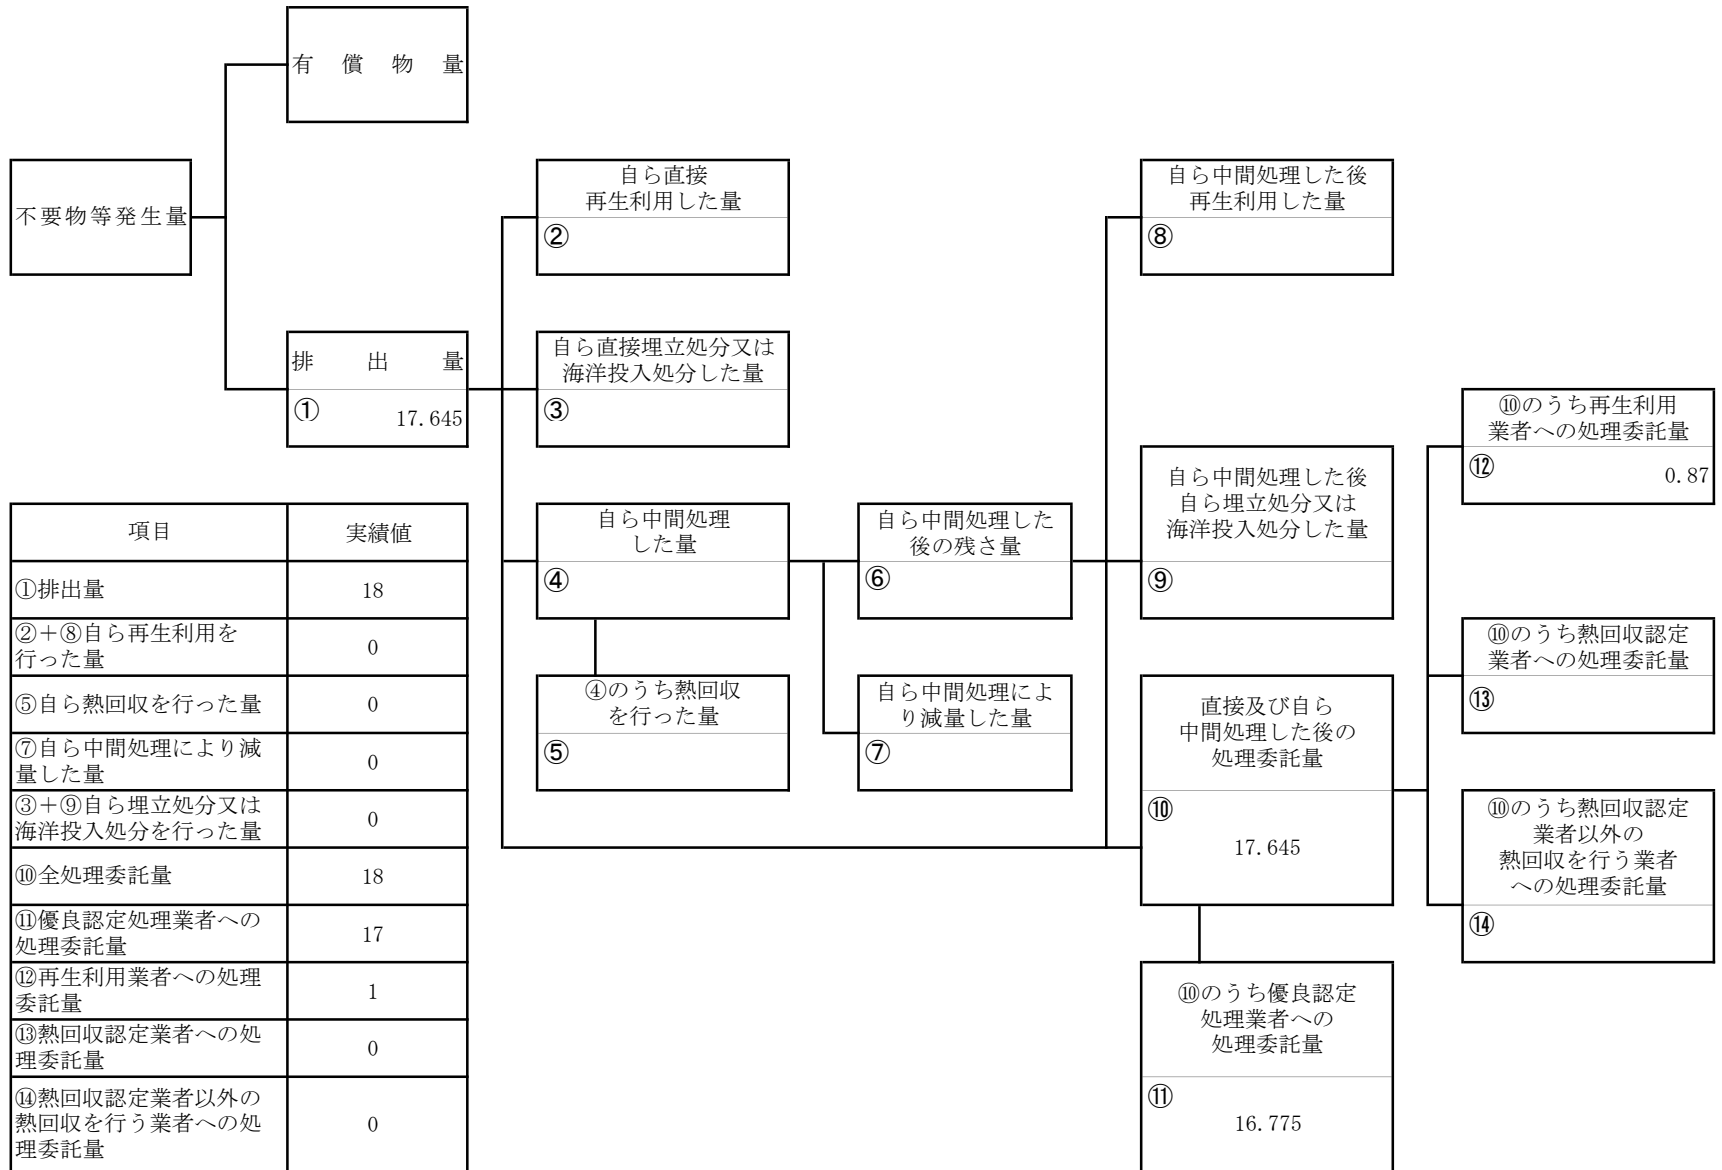 有償物量
不要物等発生量
自ら直接
再生利用した量
②
自ら中間処理した後
再生利用した量
⑧
排出量
① 17.645
自ら直接埋立処分又は
海洋投入処分した量
③
⑩のうち再生利用
業者への処理委託量
⑫ 0.87
自ら中間処理
した量
④
自ら中間処理した
後の残さ量
⑥
自ら中間処理した後
自ら埋立処分又は
海洋投入処分した量
⑨
⑩のうち熱回収認定
業者への処理委託量
⑬
④のうち熱回収
を行った量
⑤
自ら中間処理によ
り減量した量
⑦
直接及び自ら
中間処理した後の
処理委託量
⑩
17.645
⑩のうち熱回収認定
業者以外の
熱回収を行う業者
への処理委託量
⑭
⑩のうち優良認定
処理業者への
処理委託量
⑪
16.775
項目 実績値
①排出量 18
②+⑧自ら再生利用を
行った量 0
⑤自ら熱回収を行った量 0
⑦自ら中間処理により減
量した量 0
③+⑨自ら埋立処分又は
海洋投入処分を行った量 0
⑩全処理委託量 18
⑪優良認定処理業者への
処理委託量 17
⑫再生利用業者への処理
委託量 1
⑬熱回収認定業者への処
理委託量 0
⑭熱回収認定業者以外の
熱回収を行う業者への処
理委託量 0